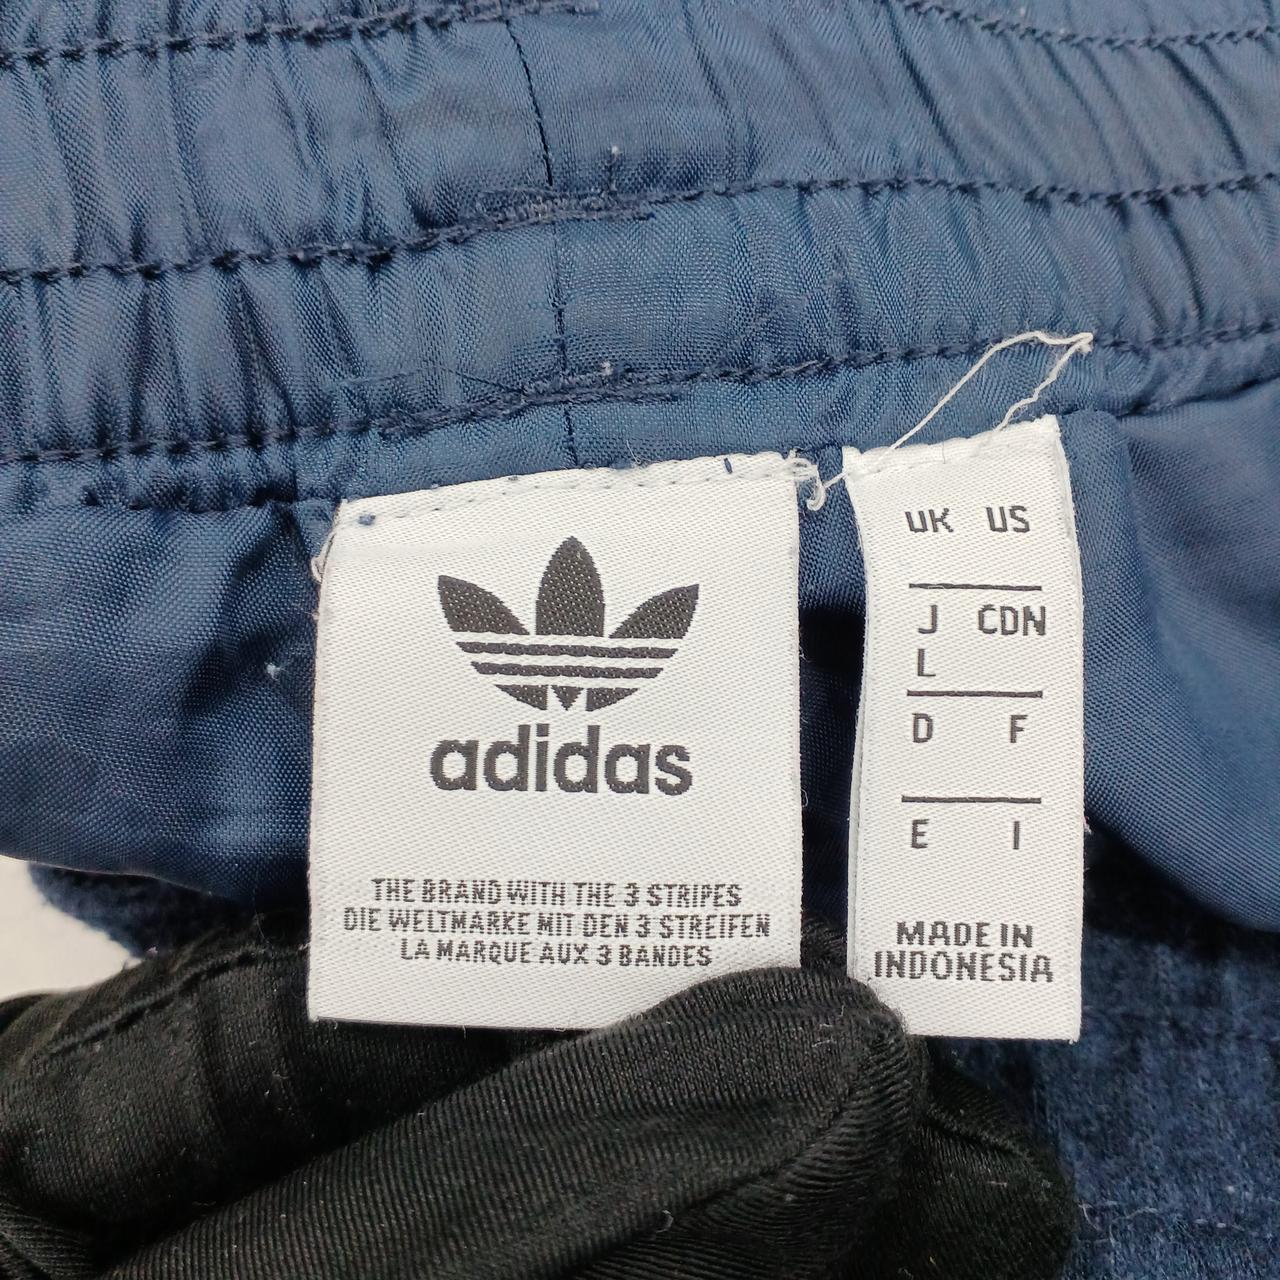 adidas
THE BRAND WITH THE 3 STRIPES
DIE WELTMARKE MIT DEN 3 STREIFEN
LA MARQUE AUX 3 BANDES
UK US
J CDN
L
D F
E I
MADE IN
INDONESIA